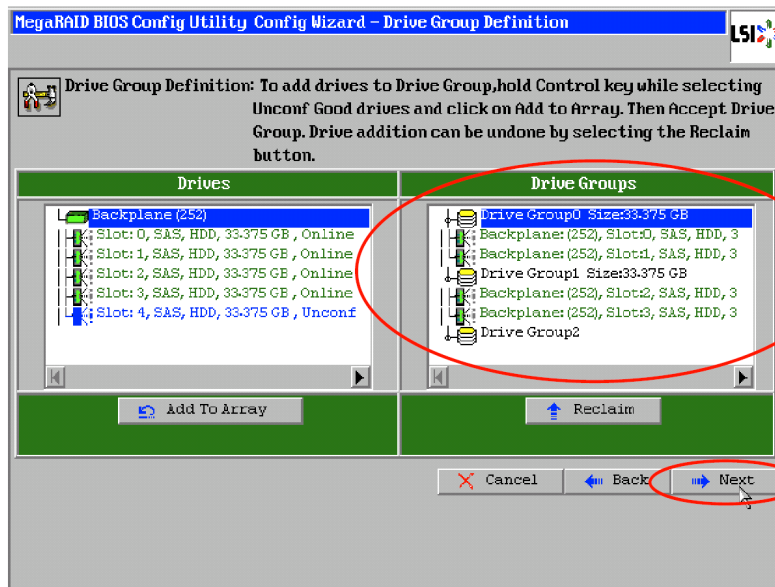 MegaRAID BIOS Config Utility Config Wizard - Drive Group Definition
LSI
Drive Group Definition: To add drives to Drive Group,hold Control key while selecting
Unconf Good drives and click on Add to Array. Then Accept Drive
Group. Drive addition can be undone by selecting the Reclaim
button.
Drives
Backplane (252)
Slot: 0, SAS, HDD, 33.375 GB , Online
Slot: 1, SAS, HDD, 33.375 GB , Online
Slot: 2, SAS, HDD, 33.375 GB , Online
Slot: 3, SAS, HDD, 33.375 GB , Online
Slot: 4, SAS, HDD, 33.375 GB , Unconf
Add To Array
Drive Groups
Drive Group0 Size:33.375 GB
Backplane: (252), Slot:0, SAS, HDD, 3
Backplane: (252), Slot:1, SAS, HDD, 3
Drive Group1 Size:33.375 GB
Backplane: (252), Slot:2, SAS, HDD, 3
Backplane: (252), Slot:3, SAS, HDD, 3
Drive Group2
Reclaim
Cancel
Back
Next